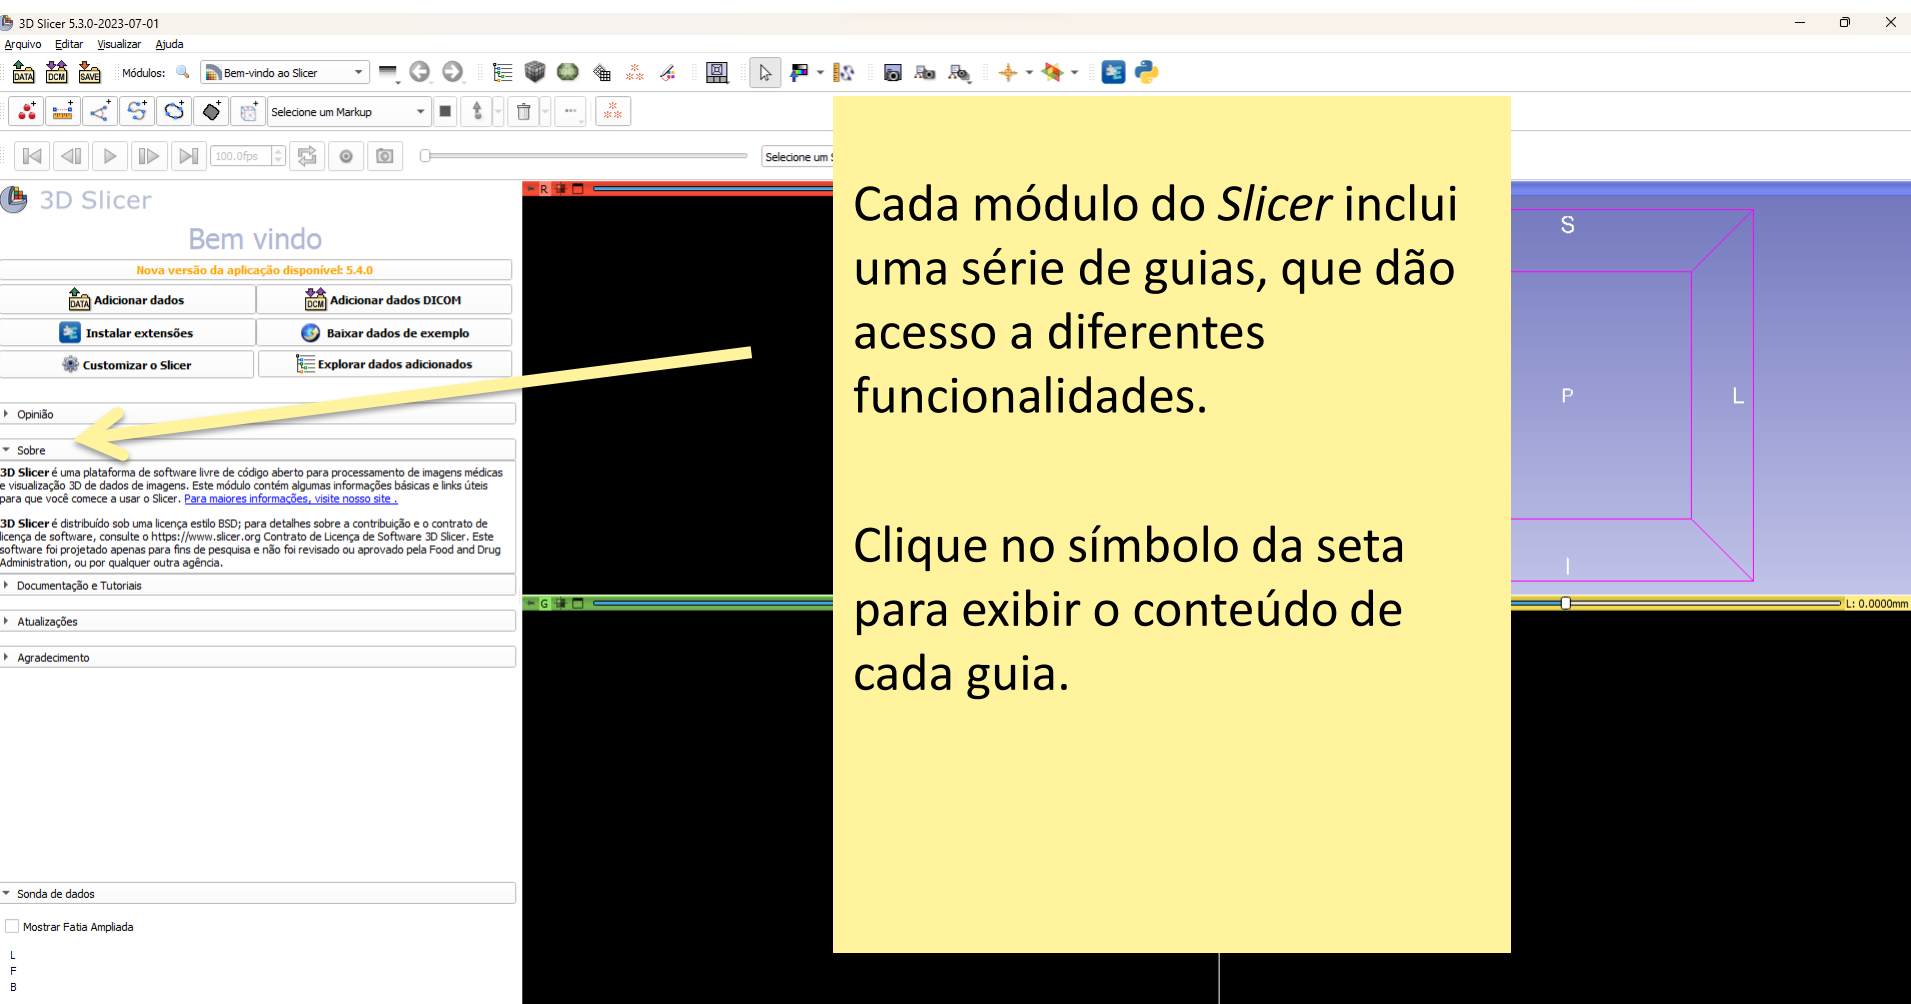 3D Slicer 5.3.0-2023-07-01
Arquivo Editar Visualizar Ajuda
DATA DCM SAVE Módulos: Bem-vindo ao Slicer
Selecione um Markup
100.0fps Selecione um
3D Slicer
Bem vindo
Nova versão da aplicação disponível: 5.4.0
Adicionar dados
Adicionar dados DICOM
Instalar extensões
Baixar dados de exemplo
Customizar o Slicer
Explorar dados adicionados
Opinião
Sobre
3D Slicer é uma plataforma de software livre de código aberto para processamento de imagens médicas
e visualização 3D de dados de imagens. Este módulo contém algumas informações básicas e links úteis
para que você comece a usar o Slicer. Para maiores informações, visite nosso site .
3D Slicer é distribuído sob uma licença estilo BSD; para detalhes sobre a contribuição e o contrato de
licença de software, consulte o https://www.slicer.org Contrato de Licença de Software 3D Slicer. Este
software foi projetado apenas para fins de pesquisa e não foi revisado ou aprovado pela Food and Drug
Administration, ou por qualquer outra agência.
Documentação e Tutoriais
Atualizações
Agradecimento
Sonda de dados
Mostrar Fatia Ampliada
L
F
B
R
G
Cada módulo do Slicer inclui
uma série de guias, que dão
acesso a diferentes
funcionalidades.
Clique no símbolo da seta
para exibir o conteúdo de
cada guia.
S
P
L
I
L: 0.0000mm